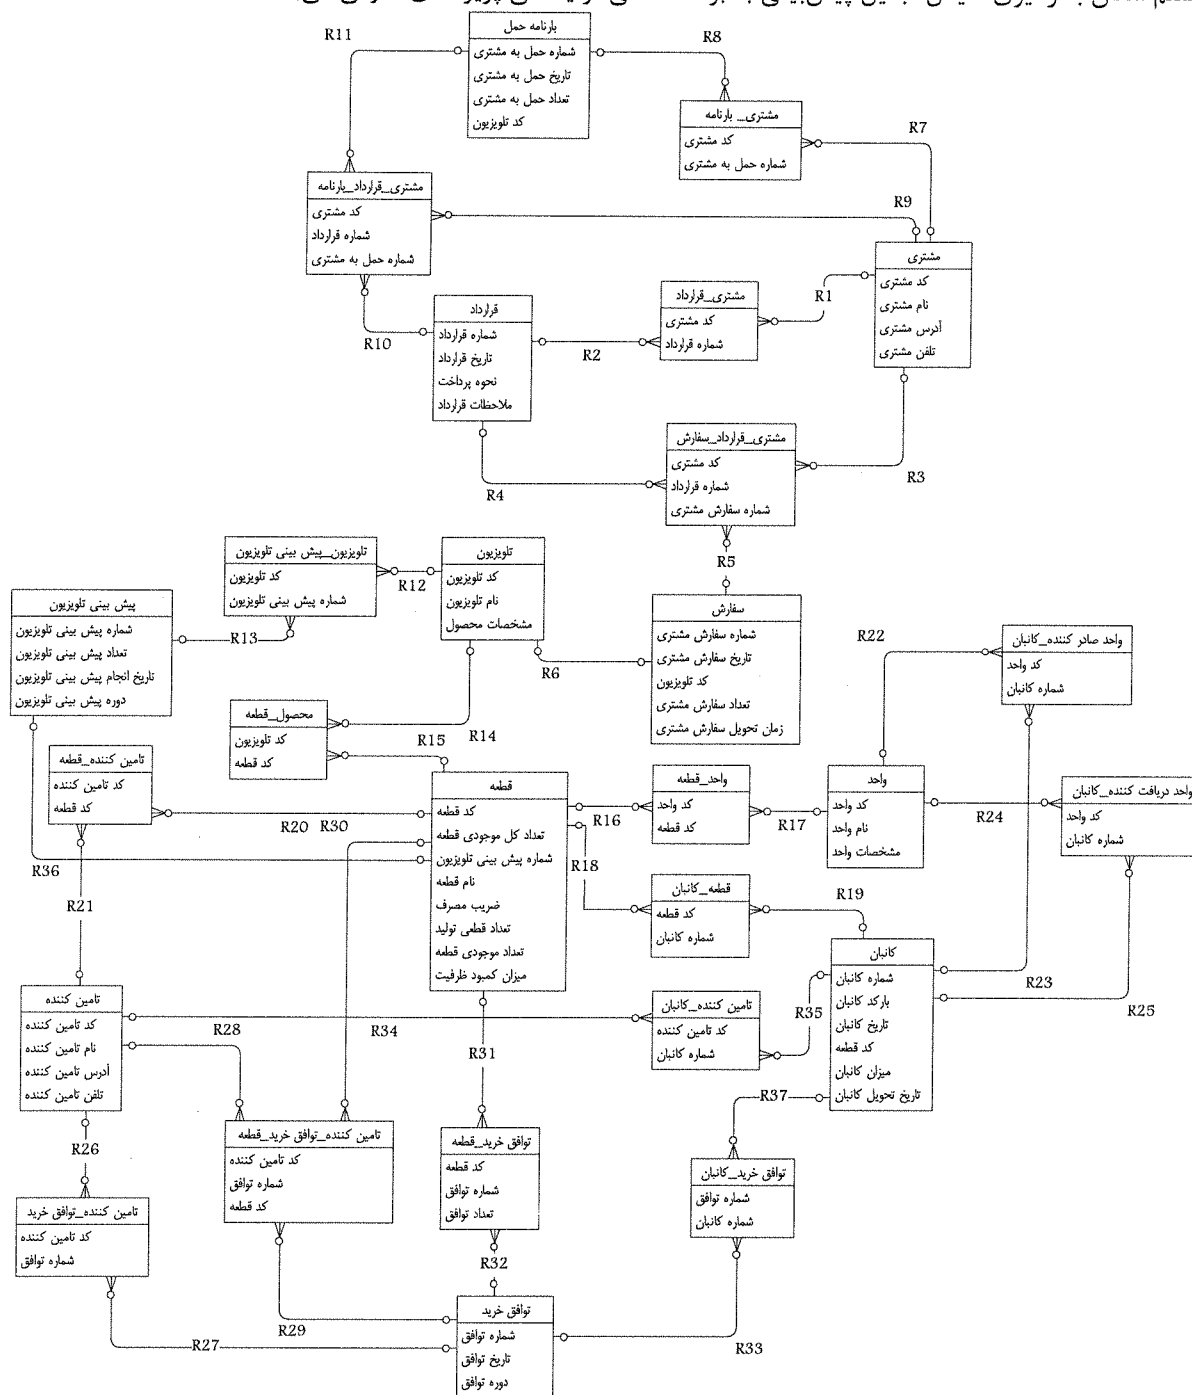 R11
R8
بارنامه حمل
شماره حمل به مشتری
تاریخ حمل به مشتری
تعداد حمل به مشتری
کد تلویزیون
مشتری_ بارنامه
کد مشتری
شماره حمل به مشتری
R7
مشتری_قرارداد_بارنامه
کد مشتری
شماره قرارداد
شماره حمل به مشتری
R9
مشتری
کد مشتری
نام مشتری
آدرس مشتری
تلفن مشتری
مشتری_قرارداد
کد مشتری
شماره قرارداد
R1
قرارداد
شماره قرارداد
تاریخ قرارداد
نحوه پرداخت
ملاحظات قرارداد
R10
R2
مشتری_قرارداد_سفارش
کد مشتری
شماره قرارداد
شماره سفارش مشتری
R3
R4
R5
تلویزیون_پیش بینی تلویزیون
کد تلویزیون
شماره پیش بینی تلویزیون
R12
تلویزیون
کد تلویزیون
نام تلویزیون
مشخصات محصول
پیش بینی تلویزیون
شماره پیش بینی تلویزیون
تعداد پیش بینی تلویزیون
تاریخ انجام پیش بینی تلویزیون
دوره پیش بینی تلویزیون
R13
سفارش
شماره سفارش مشتری
تاریخ سفارش مشتری
کد تلویزیون
تعداد سفارش مشتری
زمان تحویل سفارش مشتری
R6
R22
واحد صادر کننده_کانبان
کد واحد
شماره کانبان
محصول_قطعه
کد تلویزیون
کد قطعه
R15
R14
تامین کننده_قطعه
کد تامین کننده
کد قطعه
R20
R30
قطعه
کد قطعه
تعداد کل موجودی قطعه
شماره پیش بینی تلویزیون
نام قطعه
ضریب مصرف
تعداد قطعی تولید
تعداد موجودی قطعه
میزان کمبود ظرفیت
R16
واحد_قطعه
کد واحد
کد قطعه
R17
واحد
کد واحد
نام واحد
مشخصات واحد
R24
واحد دریافت کننده_کانبان
کد واحد
شماره کانبان
R36
R18
R21
قطعه_کانبان
کد قطعه
شماره کانبان
R19
کانبان
شماره کانبان
بارکد کانبان
تاریخ کانبان
کد قطعه
میزان کانبان
تاریخ تحویل کانبان
R23
R25
تامین کننده
کد تامین کننده
نام تامین کننده
آدرس تامین کننده
تلفن تامین کننده
R28
R34
تامین کننده_کانبان
کد تامین کننده
شماره کانبان
R35
R31
R37
R26
تامین کننده_توافق خرید_قطعه
کد تامین کننده
شماره توافق
کد قطعه
توافق خرید_قطعه
کد قطعه
شماره توافق
تعداد توافق
توافق خرید_کانبان
شماره توافق
شماره کانبان
تامین کننده_توافق خرید
کد تامین کننده
شماره توافق
R32
R27
R29
R33
توافق خرید
شماره توافق
تاریخ توافق
دوره توافق